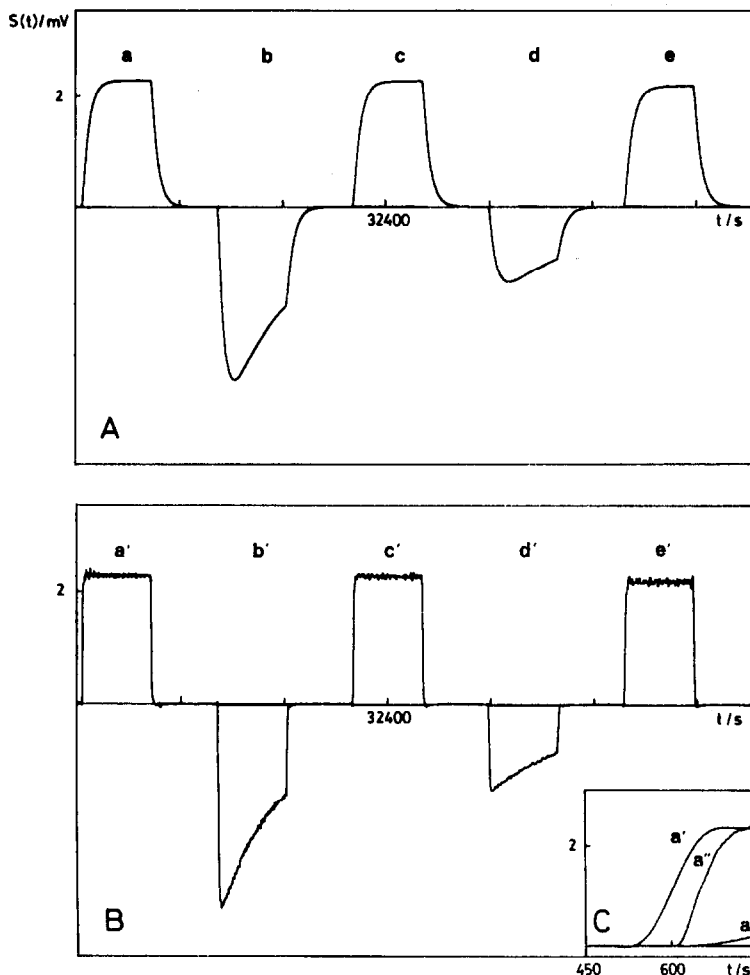 S(t)/mV
a b c d e
2
32400 t/s
A
a' b' c' d' e'
2
32400 t/s
B
a' a"
2
a
C
450 600 t/s